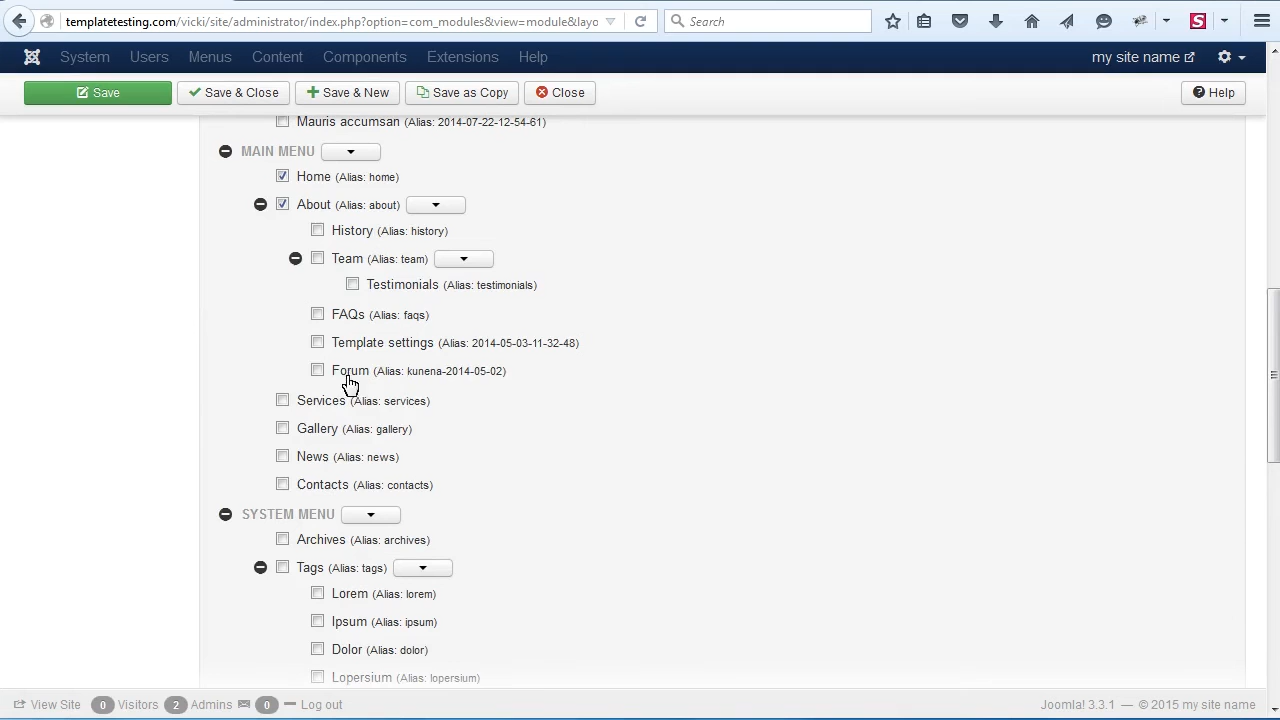 templatetesting.com/vicki/site/administrator/index.php?option=com_modules&view=module&layo Search S
System Users Menus Content Components Extensions Help my site name
Save Save & Close Save & New Save as Copy Close Help
Mauris accumsan (Alias: 2014-07-22-12-54-61)
MAIN MENU
Home (Alias: home)
About (Alias: about)
History (Alias: history)
Team (Alias: team)
Testimonials (Alias: testimonials)
FAQs (Alias: faqs)
Template settings (Alias: 2014-05-03-11-32-48)
Forum (Alias: kunena-2014-05-02)
Services (Alias: services)
Gallery (Alias: gallery)
News (Alias: news)
Contacts (Alias: contacts)
SYSTEM MENU
Archives (Alias: archives)
Tags (Alias: tags)
Lorem (Alias: lorem)
Ipsum (Alias: ipsum)
Dolor (Alias: dolor)
Lopersium (Alias: lopersium)
View Site 0 Visitors 2 Admins 0 Log out Joomla! 3.3.1 — © 2015 my site name